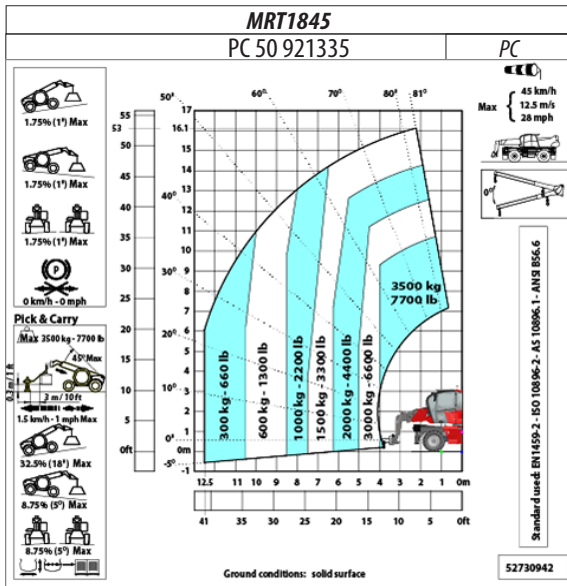 MRT1845
PC 50 921335
PC
1.75% (1°) Max
1.75% (1°) Max
1.75% (1°) Max
P
0 km/h - 0 mph
Pick & Carry
Max 3500 kg - 7700 lb
45° Max
0.3 m / 1 ft
3 m / 10 ft
1.5 km/h - 1 mph Max
32.5% (18°) Max
8.75% (5°) Max
8.75% (5°) Max
50° 60° 70° 80° 81°
40°
30°
20°
10°
0°
-5°
55
53
50
45
40
35
30
25
20
15
10
5
0ft
17
16.1
15
14
13
12
11
10
9
8
7
6
5
4
3
2
1
0m
-1
300 kg - 660 lb
600 kg - 1300 lb
1000 kg - 2200 lb
1500 kg - 3300 lb
2000 kg - 4400 lb
3000 kg - 6600 lb
3500 kg
7700 lb
12.5 11 10 9 8 7 6 5 4 3 2 1 0m
41 35 30 25 20 15 10 5 0ft
Ground conditions: solid surface
Max
45 km/h
12.5 m/s
28 mph
0°
Standard used: EN1459-2 - ISO 10896-2 - AS 10896.1 - ANSI B56.6
52730942